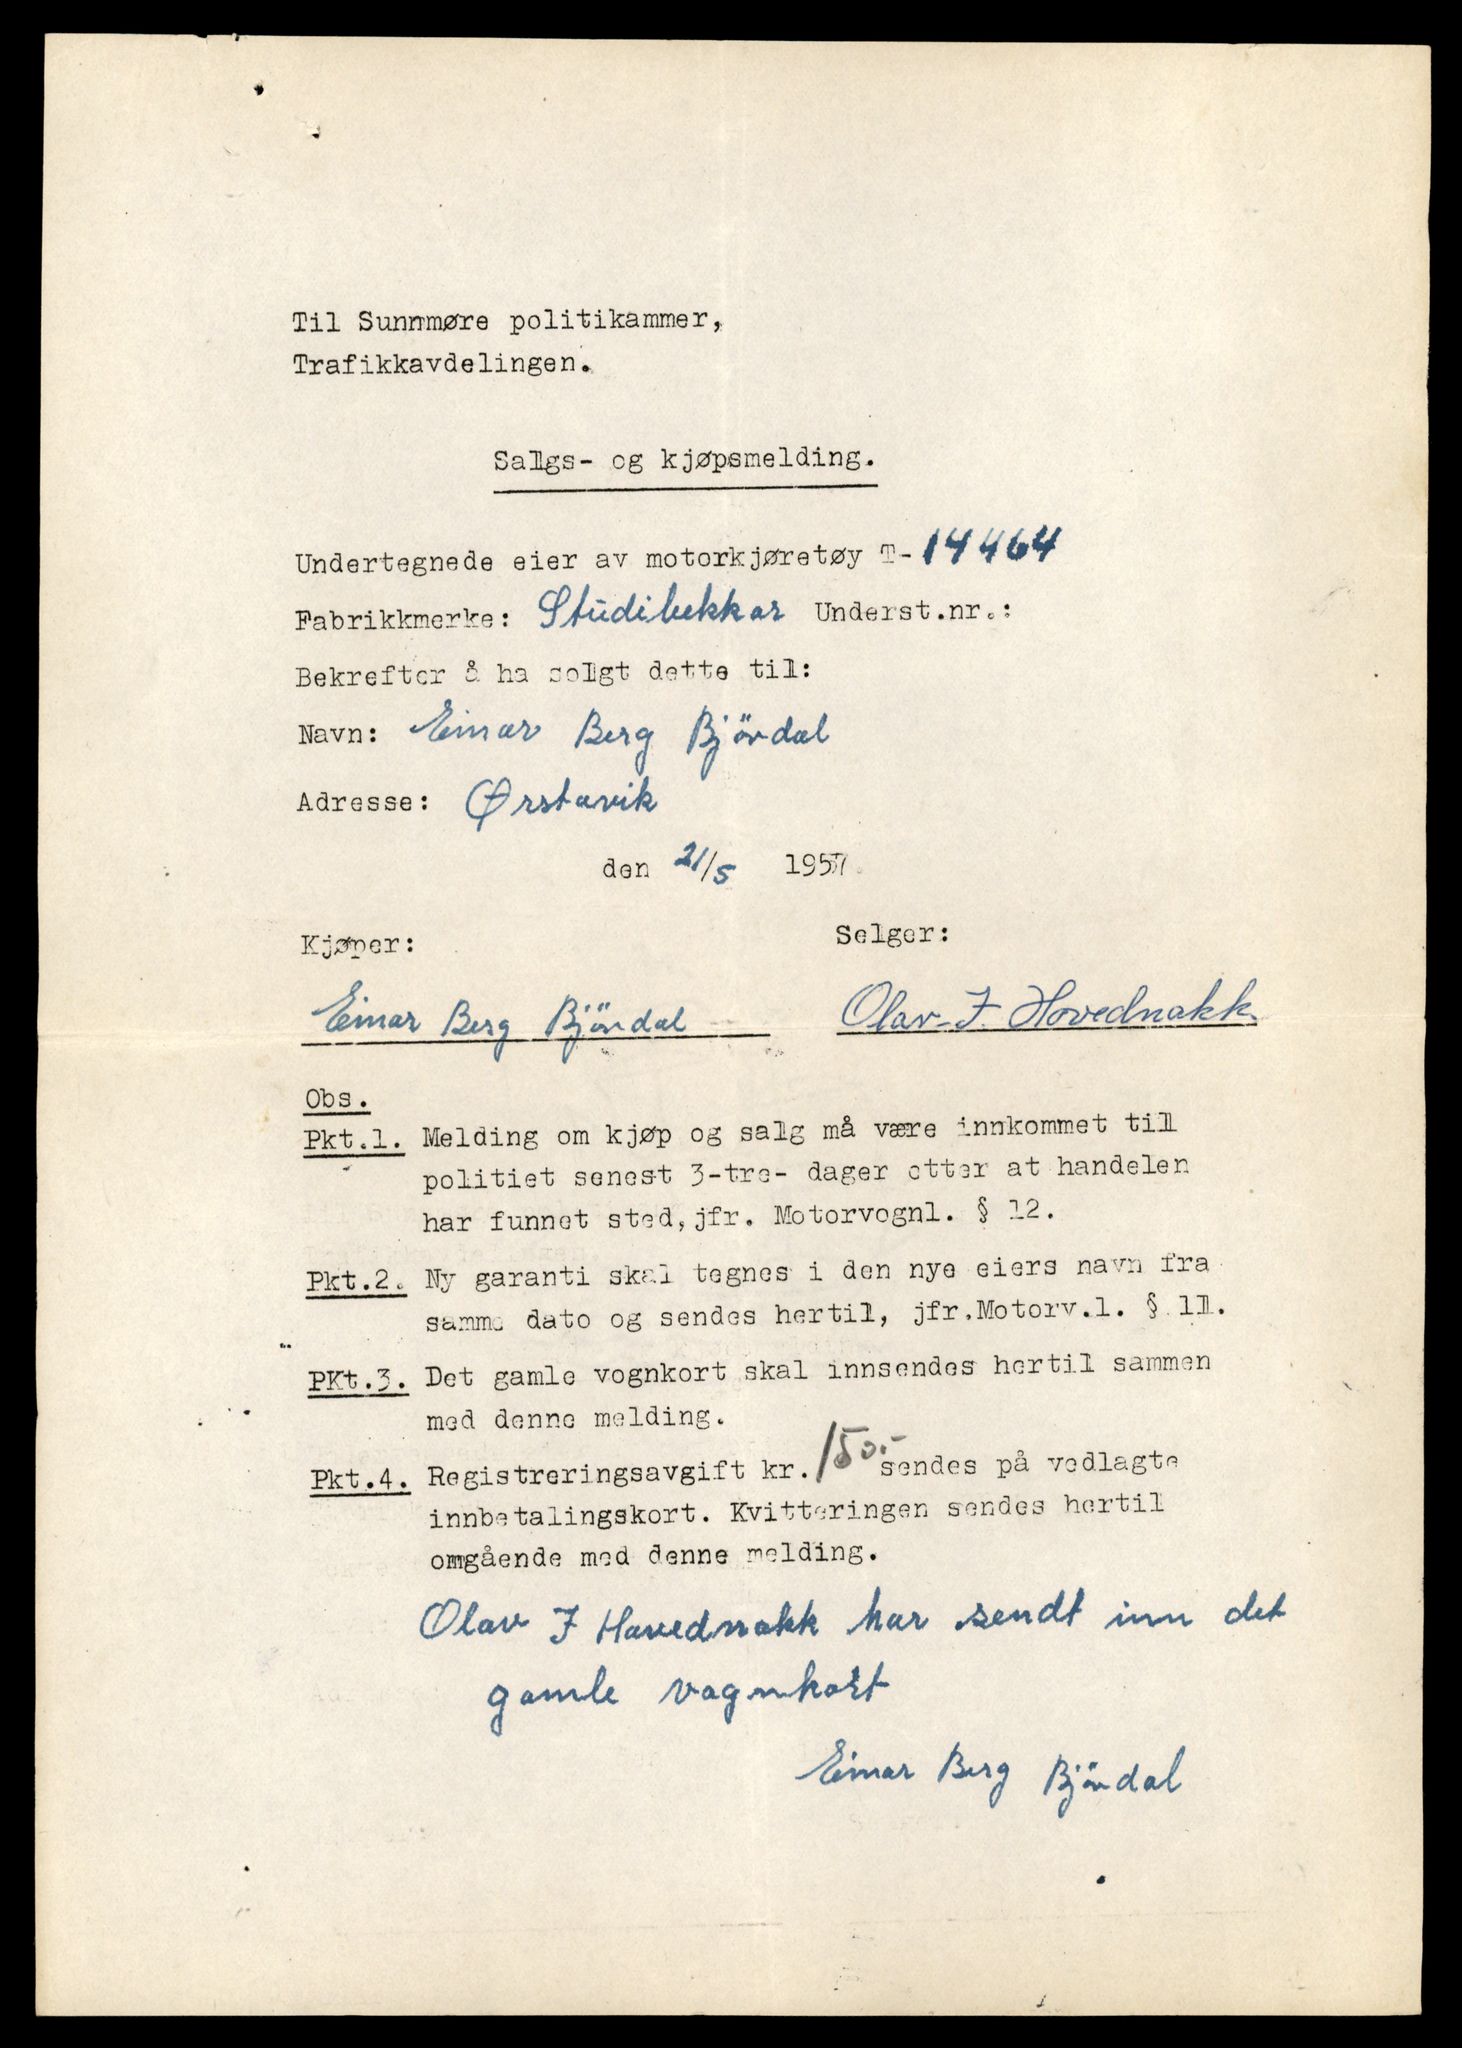 Til Sunnmøre politikammer,
Trafikkavdelingen.
Salgs- og kjøpsmelding.
Undertegnede eier av motorkjøretøy T-14464
Fabrikkmerke: Studibekkar Underst.nr.:
Bekrefter å ha solgt dette til:
Navn: Einar Berg Bjöndal
Adresse: Ørstavik
den 21/5 1957.
Kjøper: Selger:
Einar Berg Bjöndal Olav J. Hovednakk.
Obs.
Pkt.1. Melding om kjøp og salg må være innkommet til
politiet senest 3-tre- dager etter at handelen
har funnet sted, jfr. Motorvognl. § 12.
Pkt.2. Ny garanti skal tegnes i den nye eiers navn fra
samme dato og sendes hertil, jfr.Motorv.l. § 11.
PKt.3. Det gamle vognkort skal innsendes hertil sammen
med denne melding.
Pkt.4. Registreringsavgift kr. 150.- sendes på vedlagte
innbetalingskort. Kvitteringen sendes hertil
omgående med denne melding.
Olav J Hovednakk har sendt inn det
gamle vognkort
Einar Berg Bjöndal